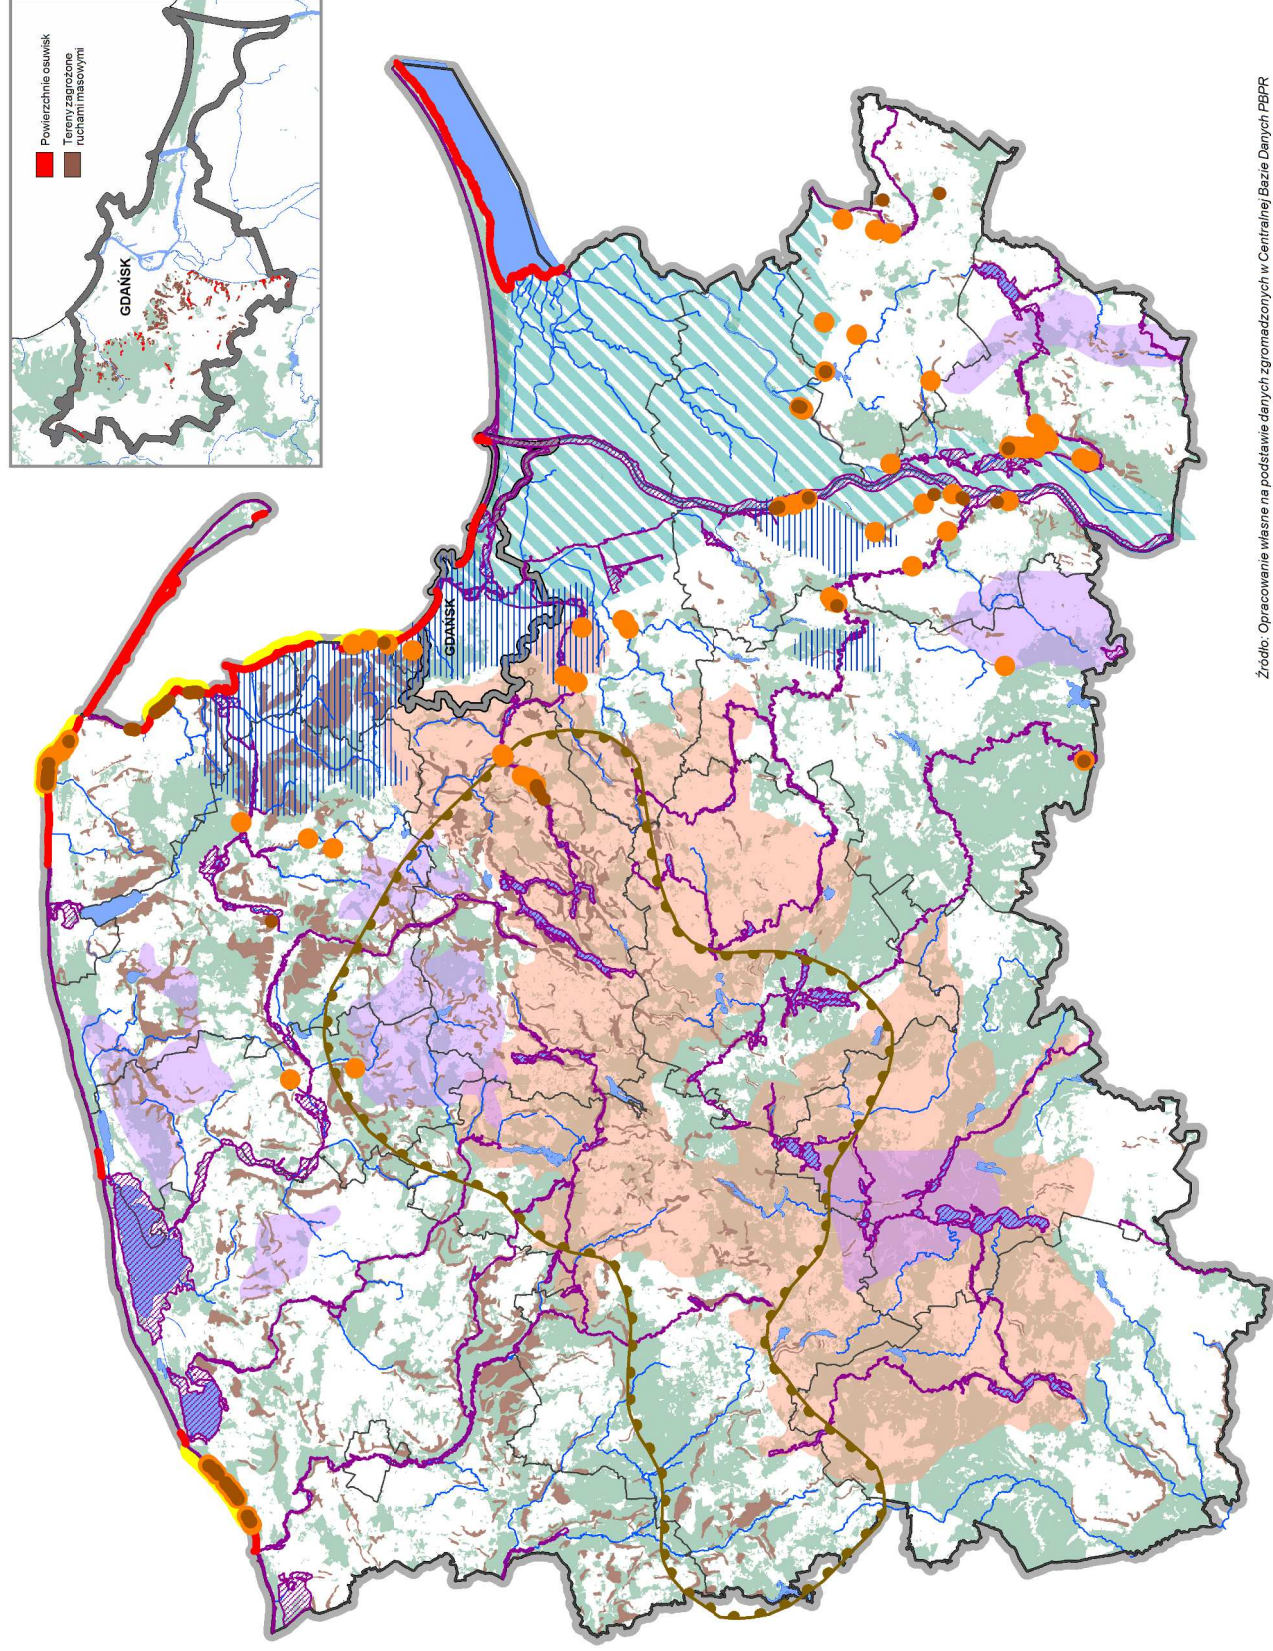 Powierzchnie osuwisk
Tereny zagrożone
ruchami masowymi
GDAŃSK
GDAŃSK
Źródło: Opracowanie własne na podstawie danych zgromadzonych w Centralnej Bazie Danych PBPR